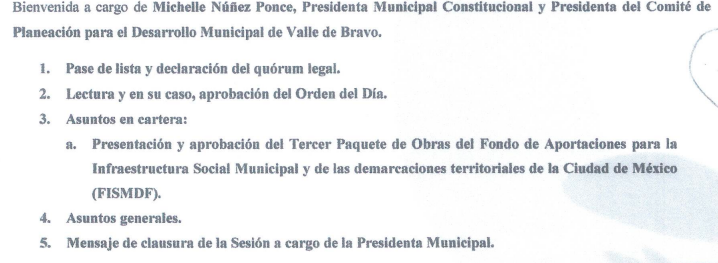 Bienvenida a cargo de Michelle Núñez Ponce, Presidenta Municipal Constitucional y Presidenta del Comité de
Planeación para el Desarrollo Municipal de Valle de Bravo.
1. Pase de lista y declaración del quórum legal.
2. Lectura y en su caso, aprobación del Orden del Día.
3. Asuntos en cartera:
a. Presentación y aprobación del Tercer Paquete de Obras del Fondo de Aportaciones para la
Infraestructura Social Municipal y de las demarcaciones territoriales de la Ciudad de México
(FISMDF).
4. Asuntos generales.
5. Mensaje de clausura de la Sesión a cargo de la Presidenta Municipal.